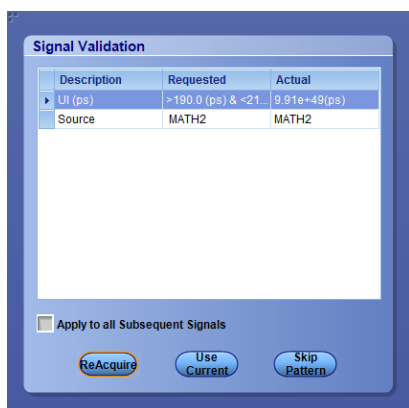 Signal Validation
Description Requested Actual
UI (ps) >190.0 (ps) & <21... 9.91e+49(ps)
Source MATH2 MATH2
Apply to all Subsequent Signals
ReAcquire Use Current Skip Pattern